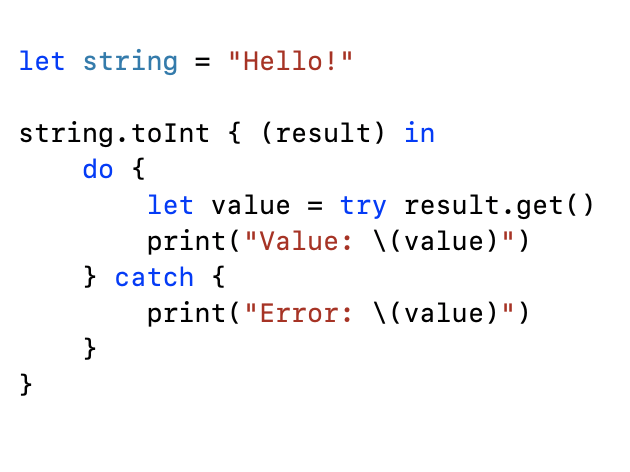 let string = "Hello!"

string.toInt { (result) in
    do {
        let value = try result.get()
        print("Value: \(value)")
    } catch {
        print("Error: \(value)")
    }
}